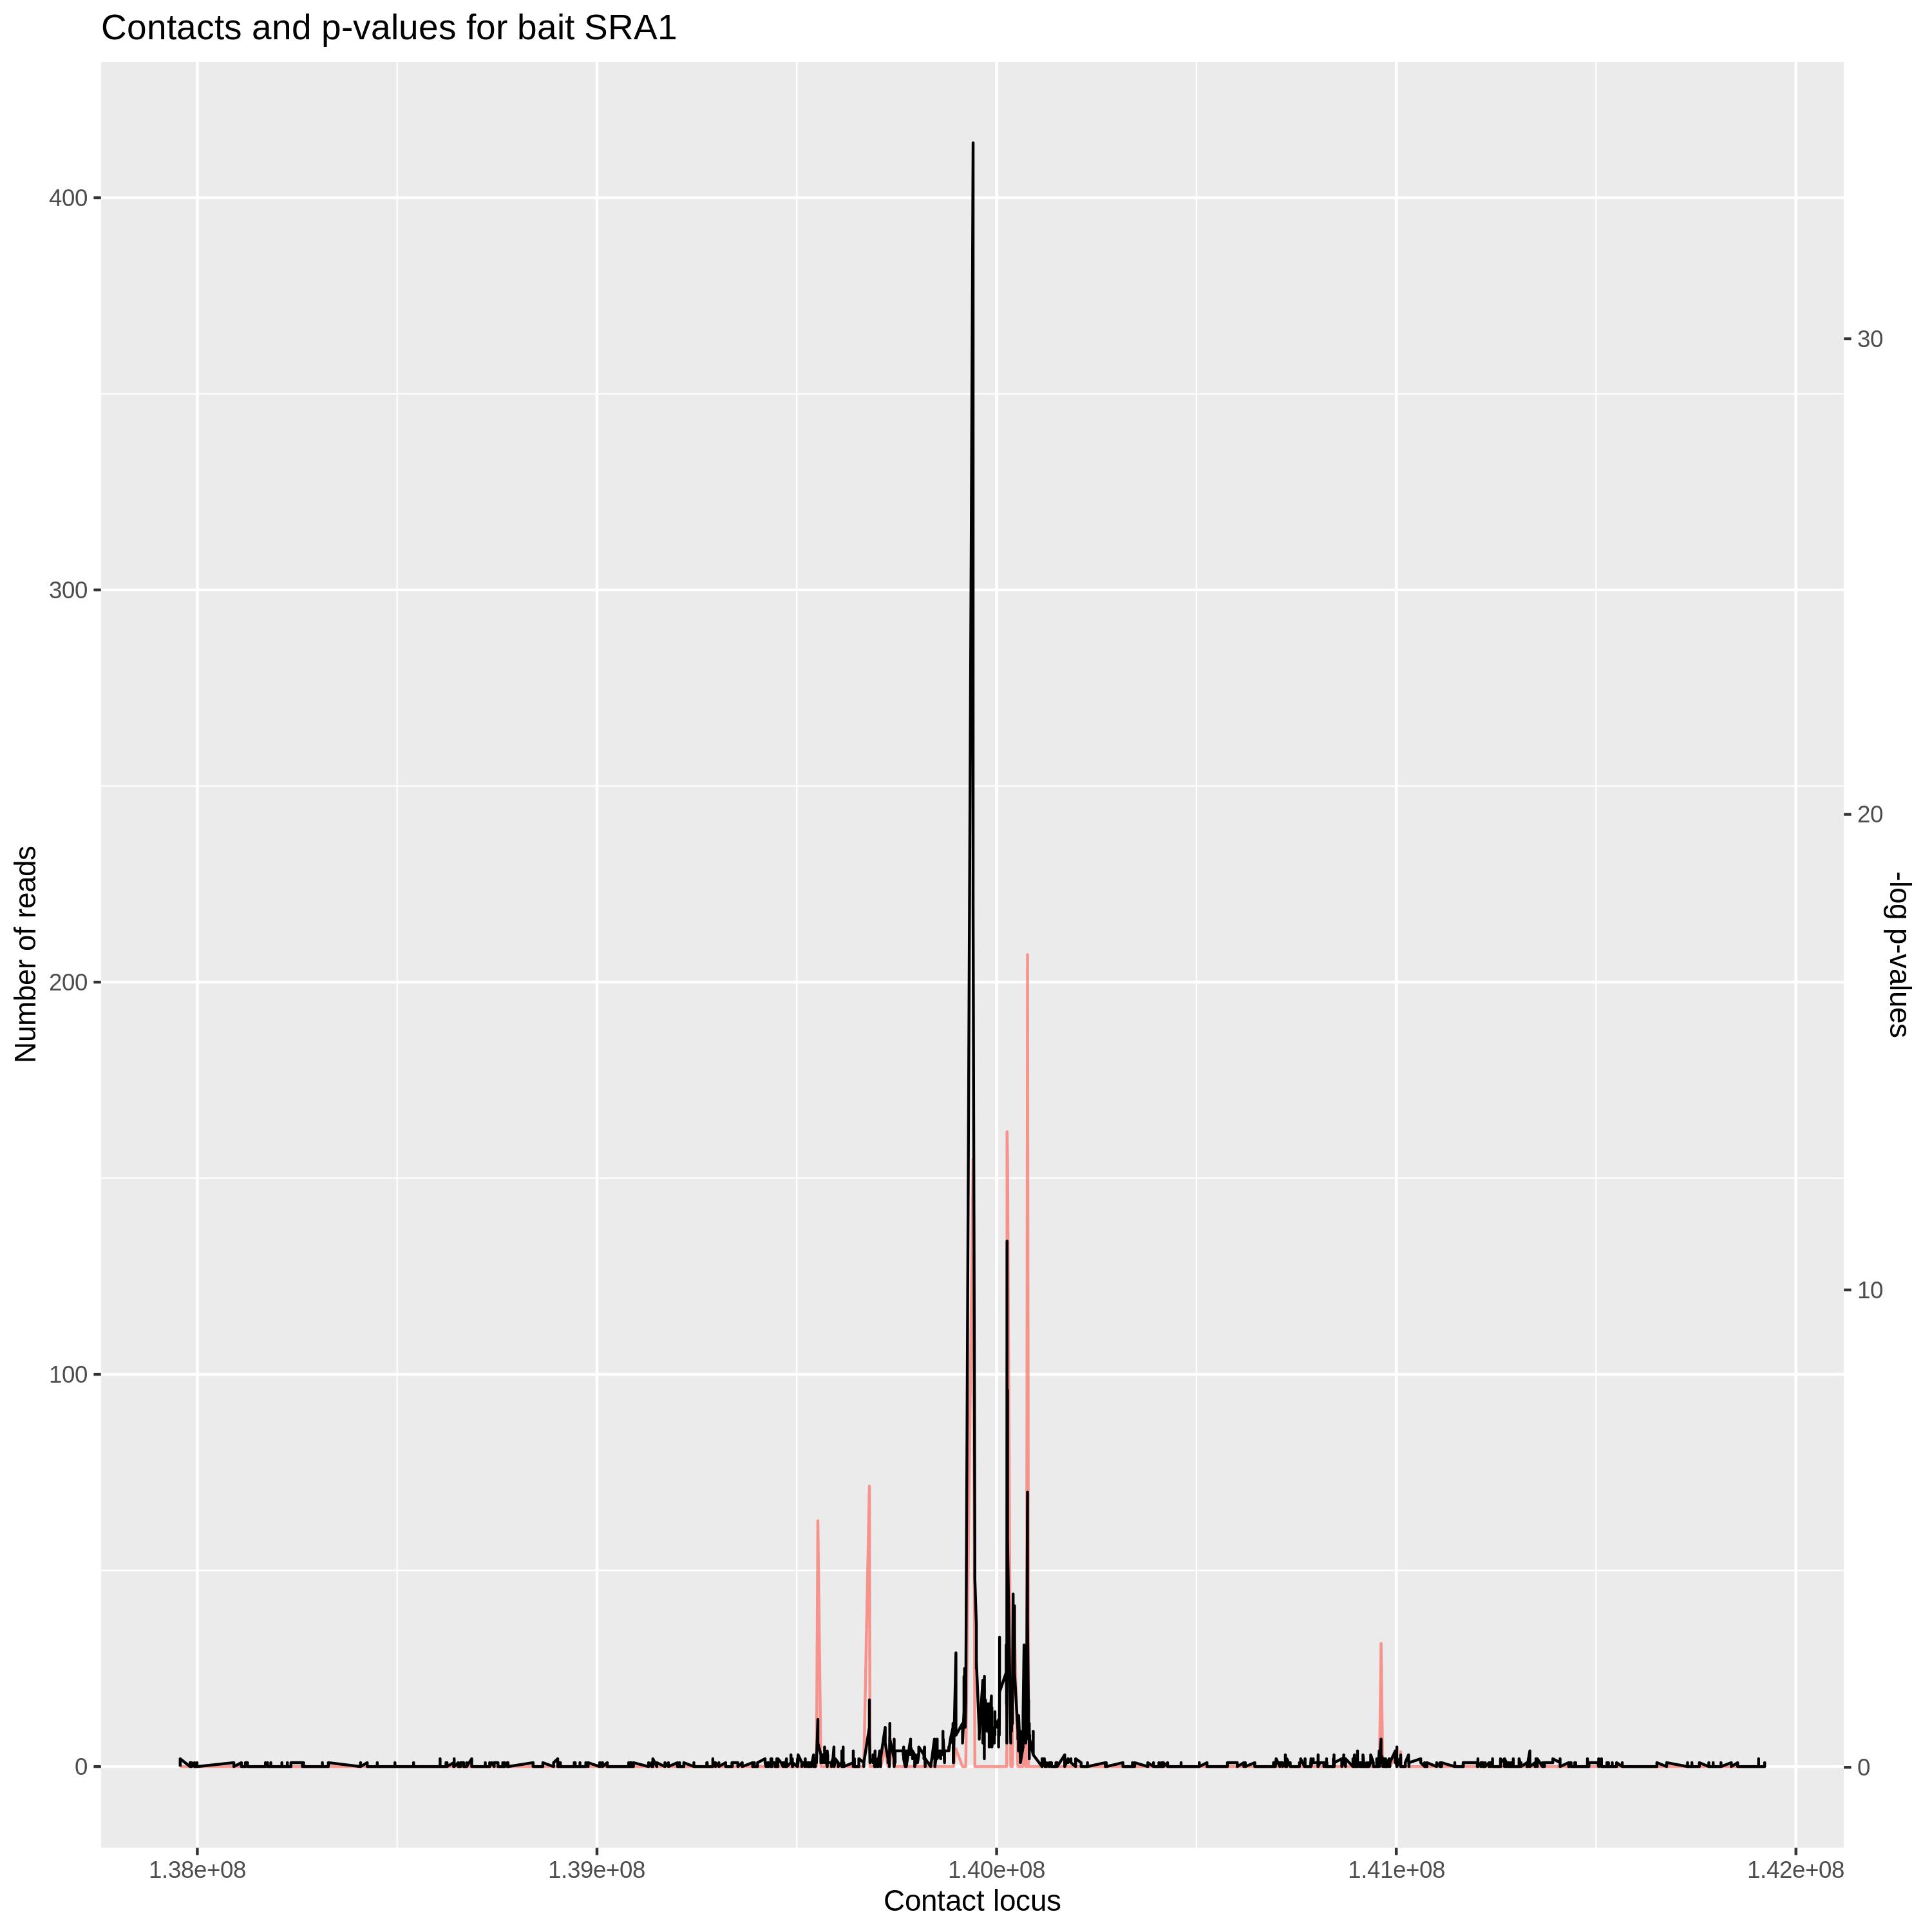 Contacts and p-values for bait SRA1
400
300
200
100
0
Number of reads
30
20
10
0
-log p-values
1.38e+08
1.39e+08
1.40e+08
1.41e+08
1.42e+08
Contact locus